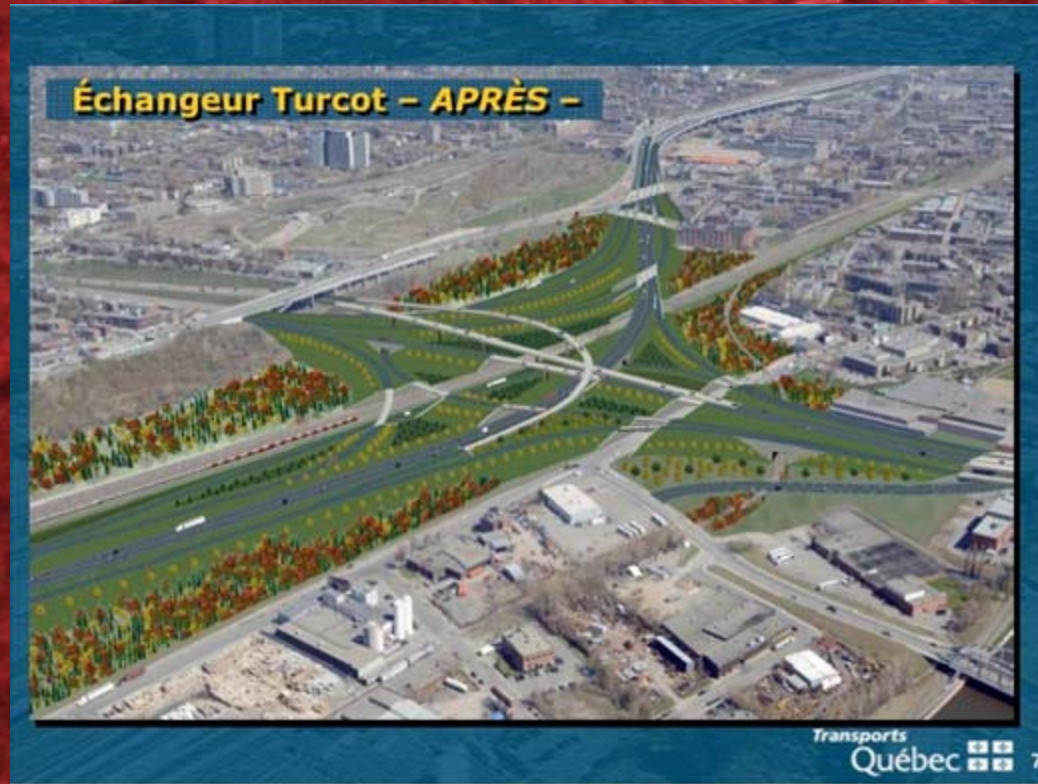 Échangeur Turcot – APRÈS –
Transports
Québec
7